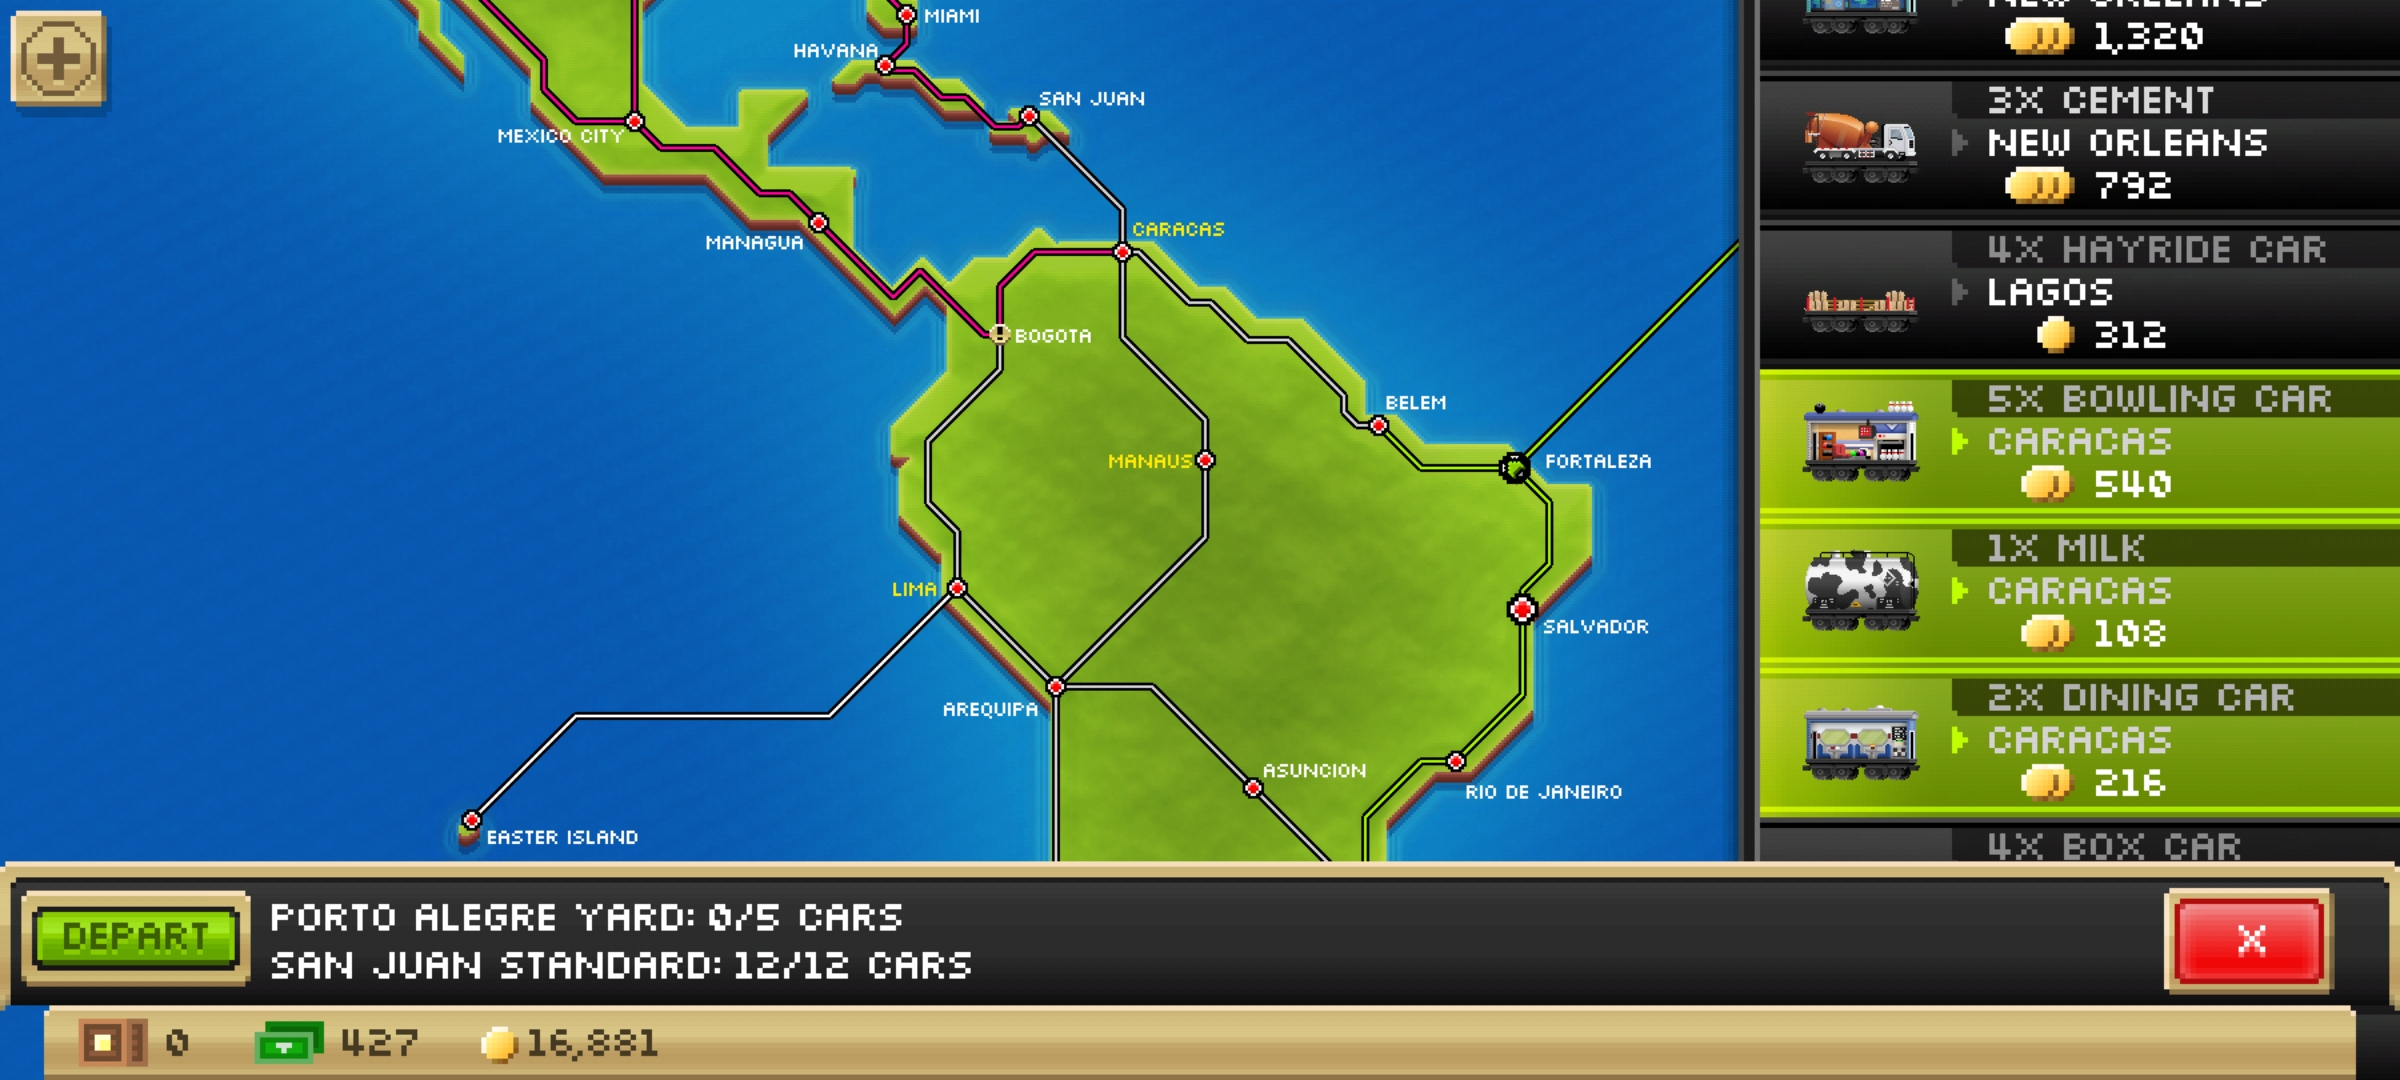 MIAMI
HAVANA
SAN JUAN
MEXICO CITY
MANAGUA
CARACAS
BOGOTA
BELEM
MANAUS
FORTALEZA
LIMA
SALVADOR
AREQUIPA
ASUNCION
RIO DE JANEIRO
EASTER ISLAND
NEW ORLEANS
1,320
3X CEMENT
NEW ORLEANS
792
4X HAYRIDE CAR
LAGOS
312
5X BOWLING CAR
CARACAS
540
1X MILK
CARACAS
108
2X DINING CAR
CARACAS
216
4X BOX CAR
DEPART
PORTO ALEGRE YARD: 0/5 CARS
SAN JUAN STANDARD: 12/12 CARS
X
0 427 16,881